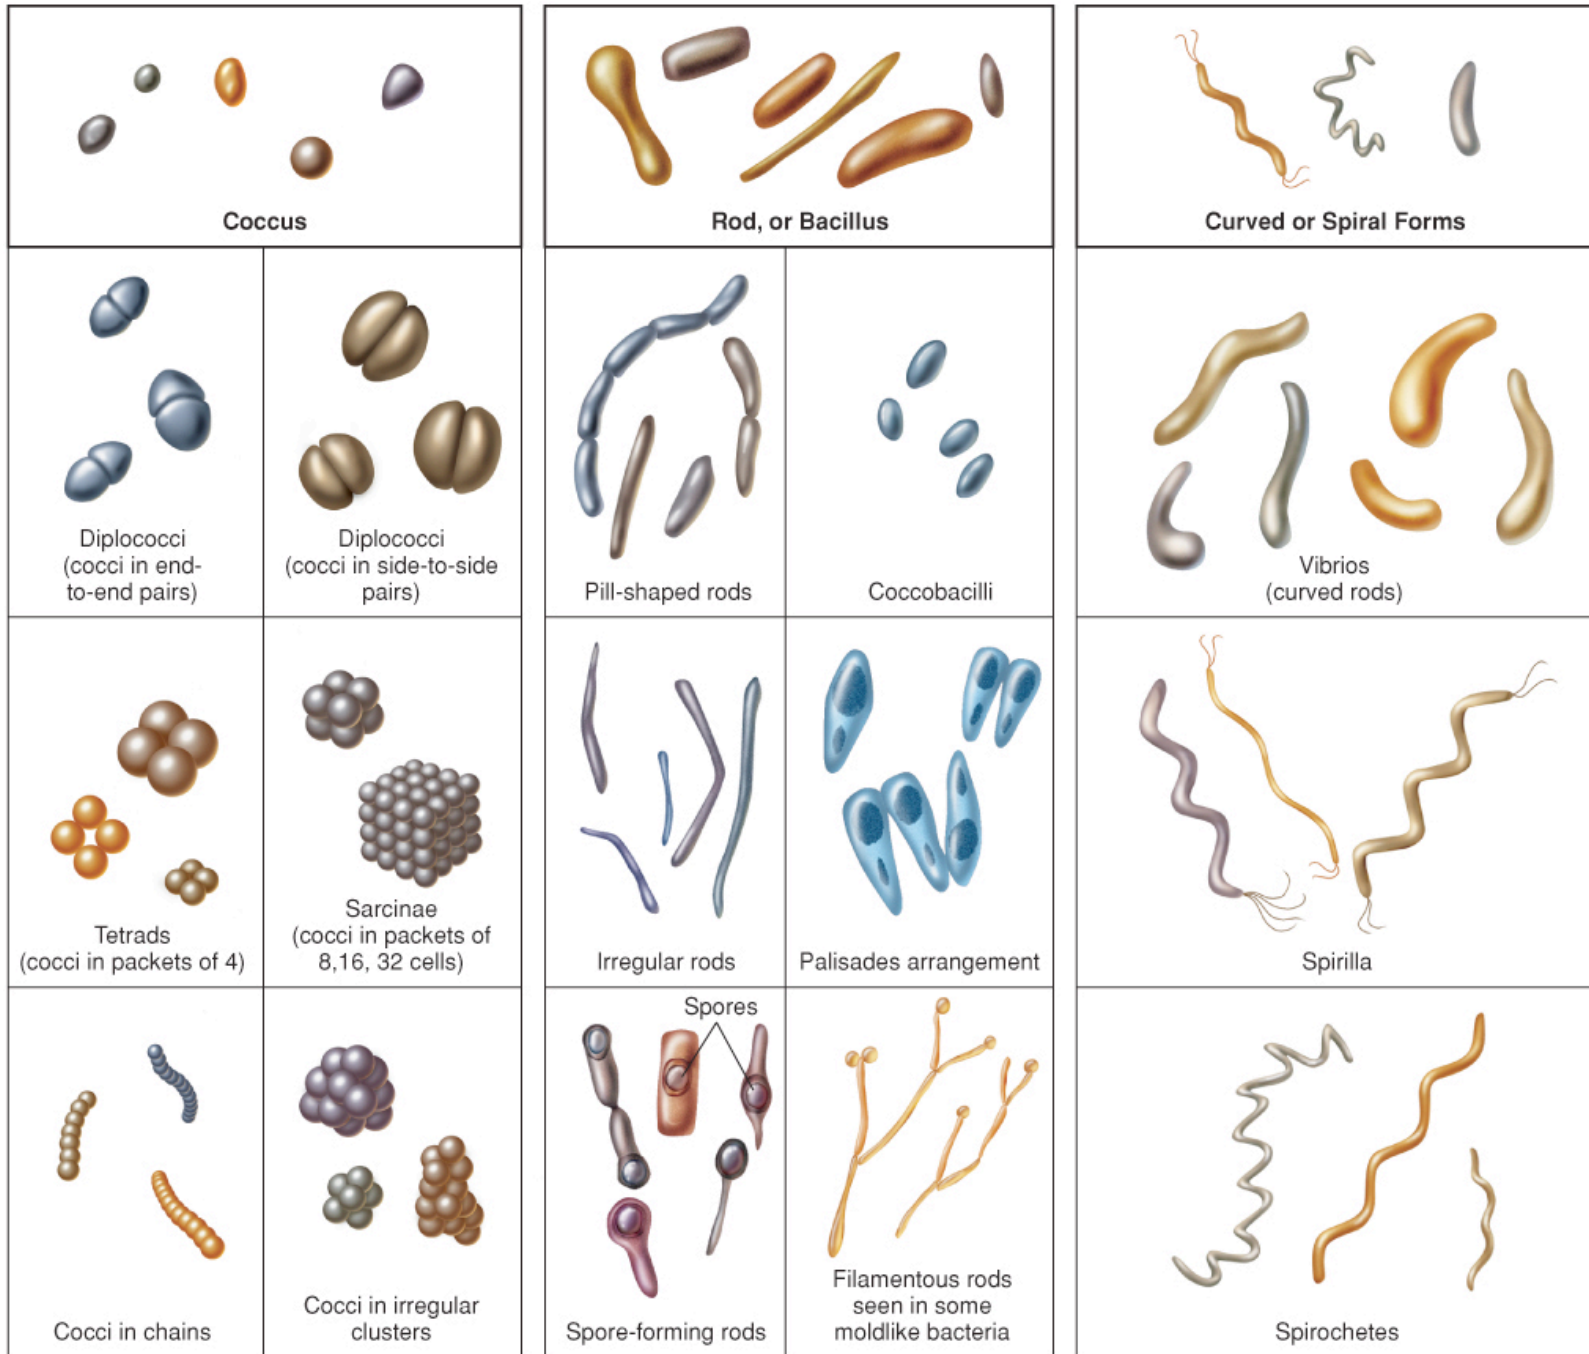 Coccus
Rod, or Bacillus
Curved or Spiral Forms
Diplococci
(cocci in end-
to-end pairs)
Diplococci
(cocci in side-to-side
pairs)
Pill-shaped rods
Coccobacilli
Vibrios
(curved rods)
Tetrads
(cocci in packets of 4)
Sarcinae
(cocci in packets of
8,16, 32 cells)
Irregular rods
Palisades arrangement
Spirilla
Cocci in chains
Cocci in irregular
clusters
Spores
Spore-forming rods
Filamentous rods
seen in some
moldlike bacteria
Spirochetes